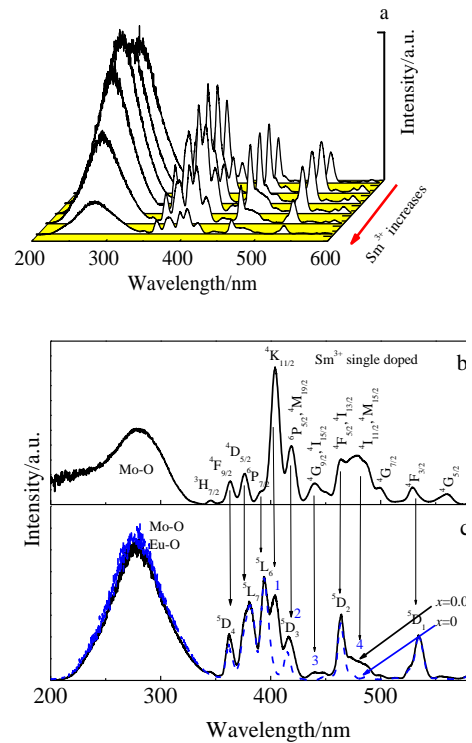 a
Intensity/a.u.
Sm³⁺ increases
200 300 400 500 600
Wavelength/nm
b
Sm³⁺ single doped
⁴K₁₁/₂
⁶P₅/₂,⁴M₁₉/₂
⁴G₉/₂,⁴I₁₅/₂
⁴F₅/₂,⁴I₁₃/₂
⁴I₁₁/₂,⁴M₁₅/₂
⁴G₇/₂
⁴F₃/₂
⁴G₅/₂
⁴D₅/₂
⁴F₉/₂
⁶P₇/₂
³H₇/₂
Mo-O
Intensity/a.u.
c
Mo-O
Eu-O
⁵L₆
⁵L₇
1
2
⁵D₃
⁵D₄
3
⁵D₂
4
⁵D₁
x=0.0
x=0
200 300 400 500
Wavelength/nm